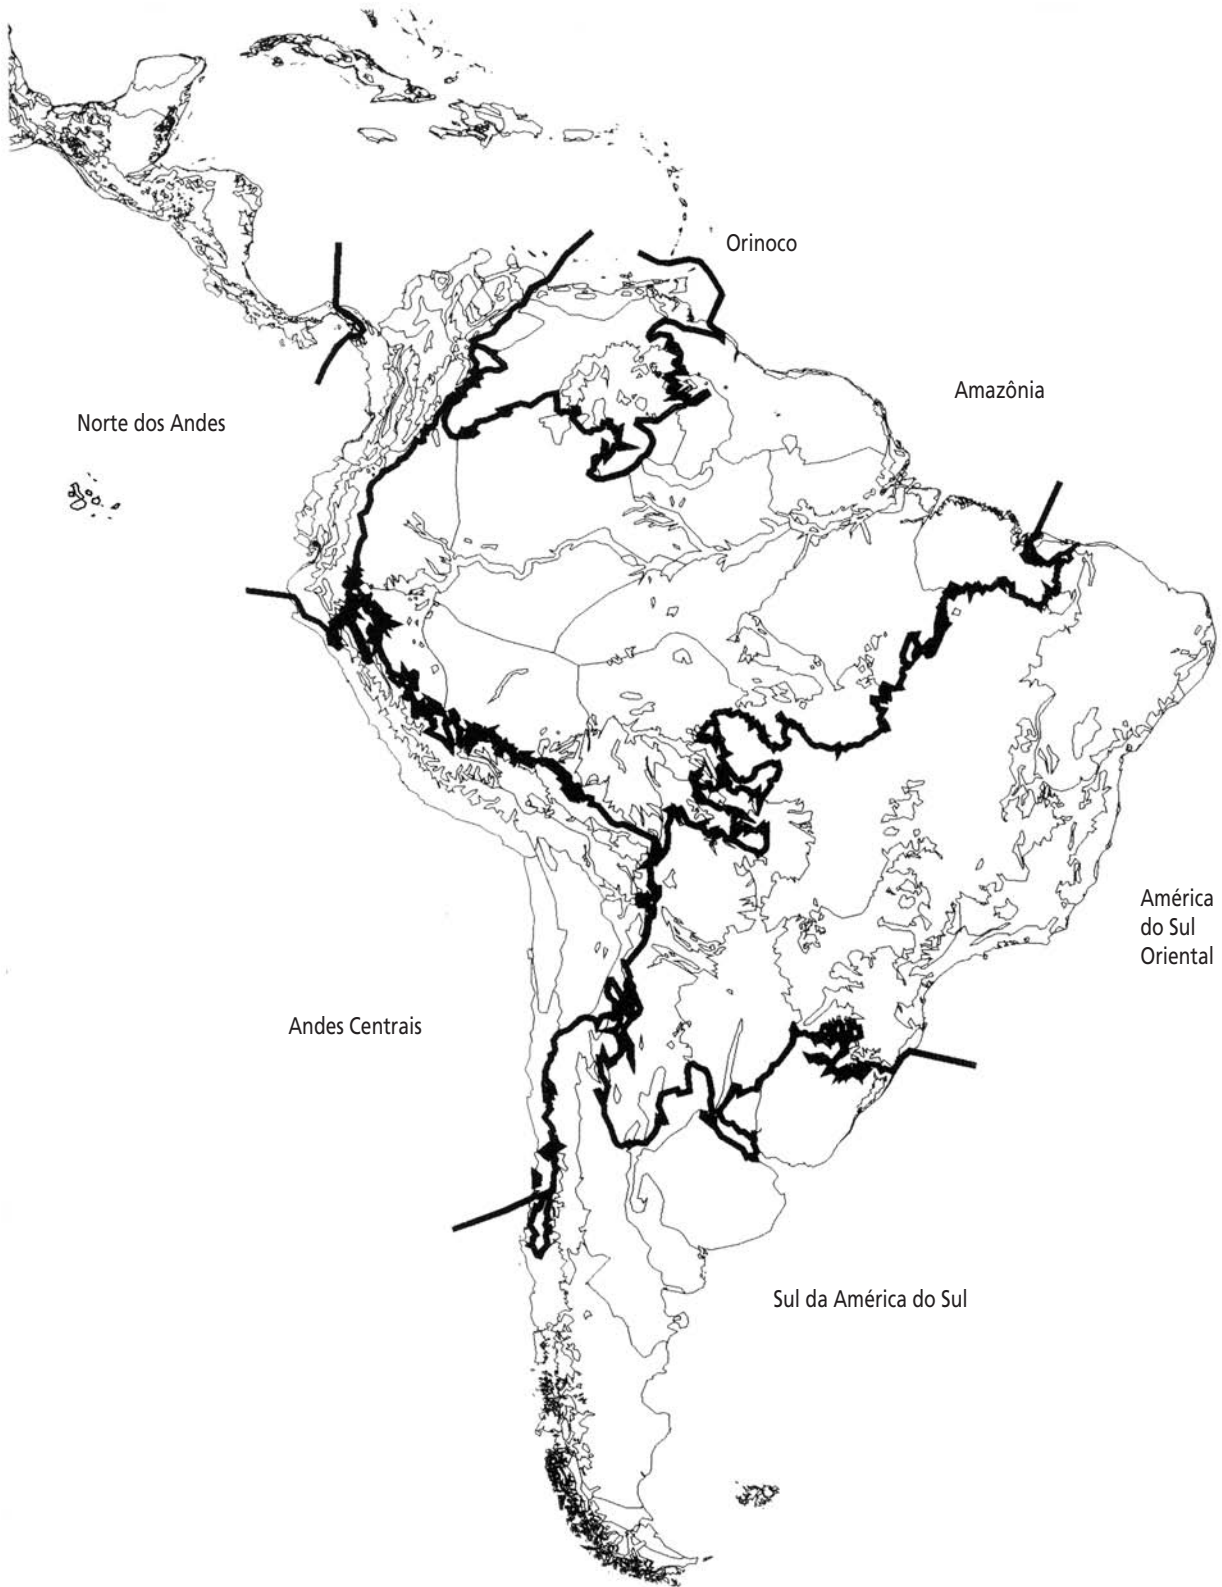 Orinoco
Amazônia
Norte dos Andes
América
do Sul
Oriental
Andes Centrais
Sul da América do Sul